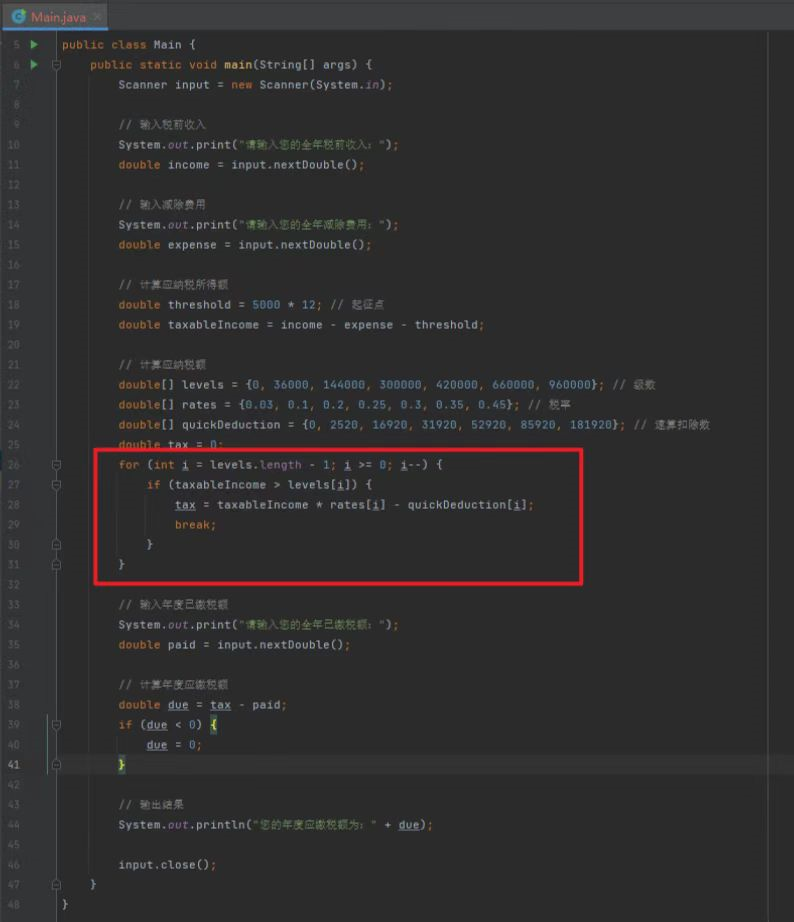 Main.java
5 public class Main {
6 public static void main(String[] args) {
7 Scanner input = new Scanner(System.in);
8
9 // 输入税前收入
10 System.out.print("请输入您的全年税前收入: ");
11 double income = input.nextDouble();
12
13 // 输入减除费用
14 System.out.print("请输入您的全年减除费用: ");
15 double expense = input.nextDouble();
16
17 // 计算应纳税所得额
18 double threshold = 5000 * 12; // 起征点
19 double taxableIncome = income - expense - threshold;
20
21 // 计算应纳税额
22 double[] levels = {0, 36000, 144000, 300000, 420000, 660000, 960000}; // 级数
23 double[] rates = {0.03, 0.1, 0.2, 0.25, 0.3, 0.35, 0.45}; // 税率
24 double[] quickDeduction = {0, 2520, 16920, 31920, 52920, 85920, 181920}; // 速算扣除数
25 double tax = 0;
26 for (int i = levels.length - 1; i >= 0; i--) {
27 if (taxableIncome > levels[i]) {
28 tax = taxableIncome * rates[i] - quickDeduction[i];
29 break;
30 }
31 }
32
33 // 输入年度已缴税额
34 System.out.print("请输入您的全年已缴税额: ");
35 double paid = input.nextDouble();
36
37 // 计算年度应缴税额
38 double due = tax - paid;
39 if (due < 0) {
40 due = 0;
41 }
42
43 // 输出结果
44 System.out.println("您的年度应缴税额为: " + due);
45
46 input.close();
47 }
48 }